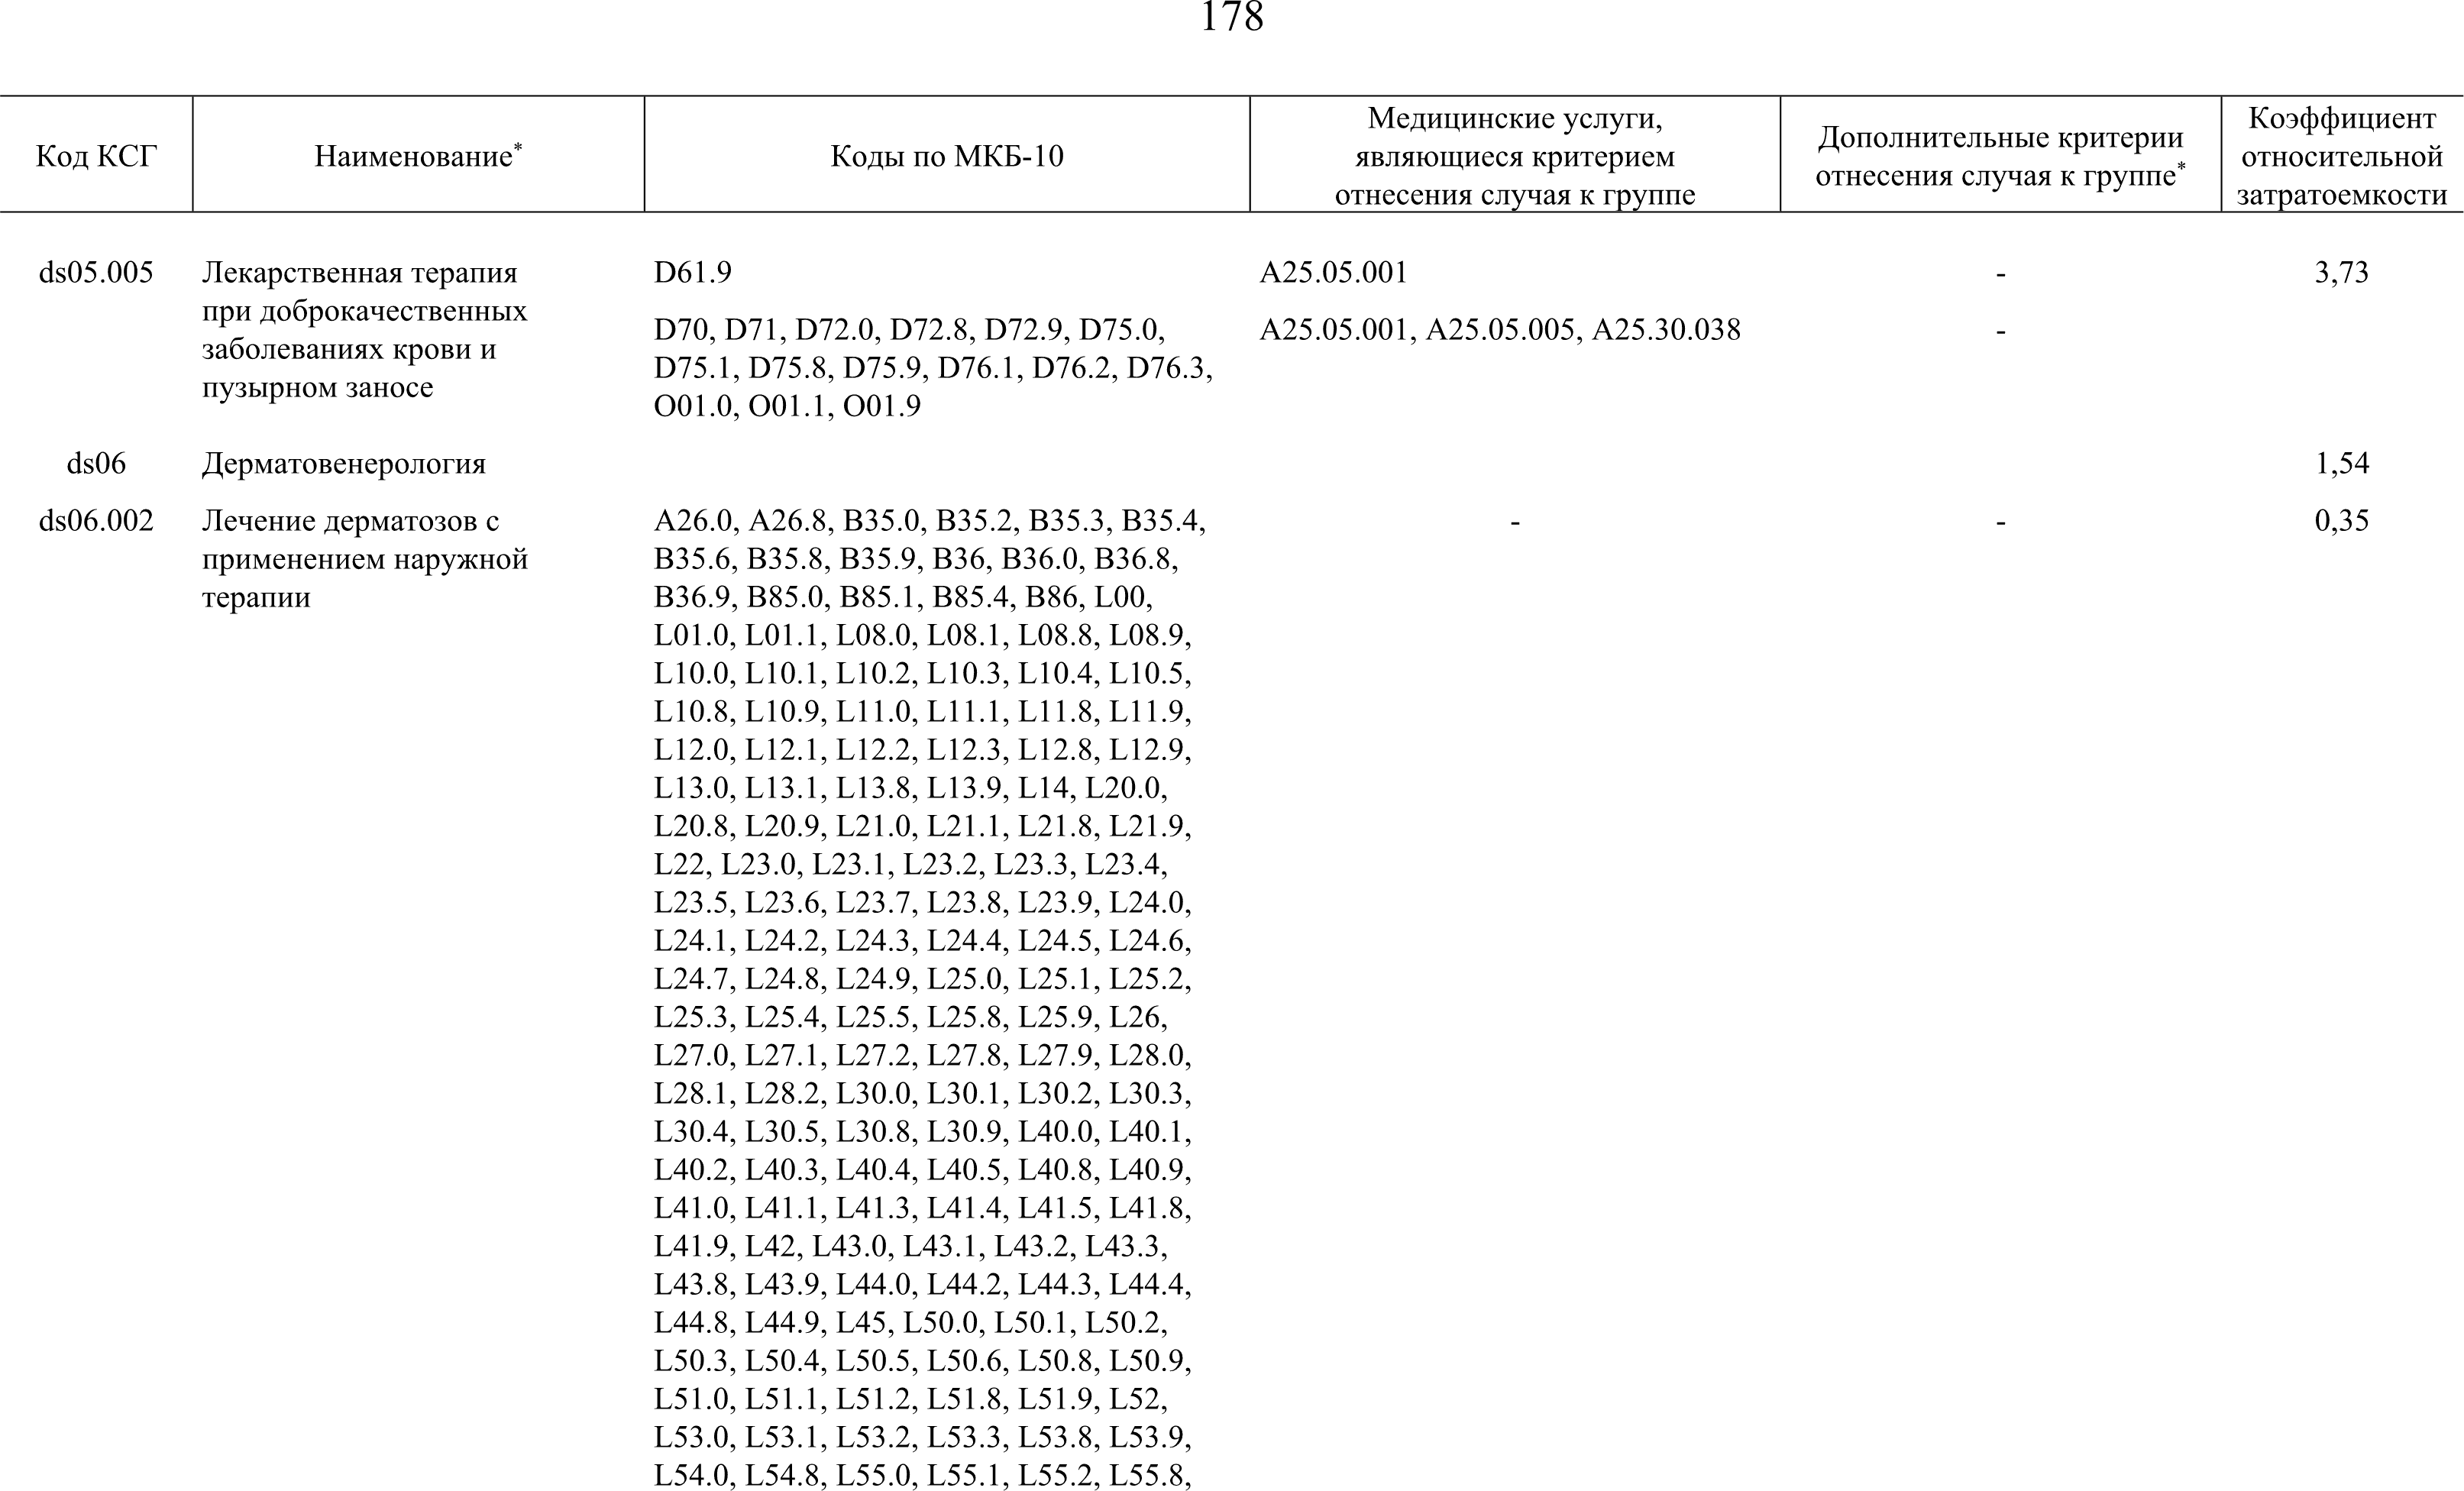 178
Код КСГ
Наименование*
Коды по МКБ-10
Медицинские услуги,
являющиеся критерием
отнесения случая к группе
Дополнительные критерии
отнесения случая к группе*
Коэффициент
относительной
затратоемкости
ds05.005
Лекарственная терапия
при доброкачественных
заболеваниях крови и
пузырном заносе
D61.9
A25.05.001
-
3,73
D70, D71, D72.0, D72.8, D72.9, D75.0,
D75.1, D75.8, D75.9, D76.1, D76.2, D76.3,
O01.0, O01.1, O01.9
A25.05.001, A25.05.005, A25.30.038
-
ds06
Дерматовенерология
1,54
ds06.002
Лечение дерматозов с
применением наружной
терапии
A26.0, A26.8, B35.0, B35.2, B35.3, B35.4,
B35.6, B35.8, B35.9, B36, B36.0, B36.8,
B36.9, B85.0, B85.1, B85.4, B86, L00,
L01.0, L01.1, L08.0, L08.1, L08.8, L08.9,
L10.0, L10.1, L10.2, L10.3, L10.4, L10.5,
L10.8, L10.9, L11.0, L11.1, L11.8, L11.9,
L12.0, L12.1, L12.2, L12.3, L12.8, L12.9,
L13.0, L13.1, L13.8, L13.9, L14, L20.0,
L20.8, L20.9, L21.0, L21.1, L21.8, L21.9,
L22, L23.0, L23.1, L23.2, L23.3, L23.4,
L23.5, L23.6, L23.7, L23.8, L23.9, L24.0,
L24.1, L24.2, L24.3, L24.4, L24.5, L24.6,
L24.7, L24.8, L24.9, L25.0, L25.1, L25.2,
L25.3, L25.4, L25.5, L25.8, L25.9, L26,
L27.0, L27.1, L27.2, L27.8, L27.9, L28.0,
L28.1, L28.2, L30.0, L30.1, L30.2, L30.3,
L30.4, L30.5, L30.8, L30.9, L40.0, L40.1,
L40.2, L40.3, L40.4, L40.5, L40.8, L40.9,
L41.0, L41.1, L41.3, L41.4, L41.5, L41.8,
L41.9, L42, L43.0, L43.1, L43.2, L43.3,
L43.8, L43.9, L44.0, L44.2, L44.3, L44.4,
L44.8, L44.9, L45, L50.0, L50.1, L50.2,
L50.3, L50.4, L50.5, L50.6, L50.8, L50.9,
L51.0, L51.1, L51.2, L51.8, L51.9, L52,
L53.0, L53.1, L53.2, L53.3, L53.8, L53.9,
L54.0, L54.8, L55.0, L55.1, L55.2, L55.8,
-
-
0,35